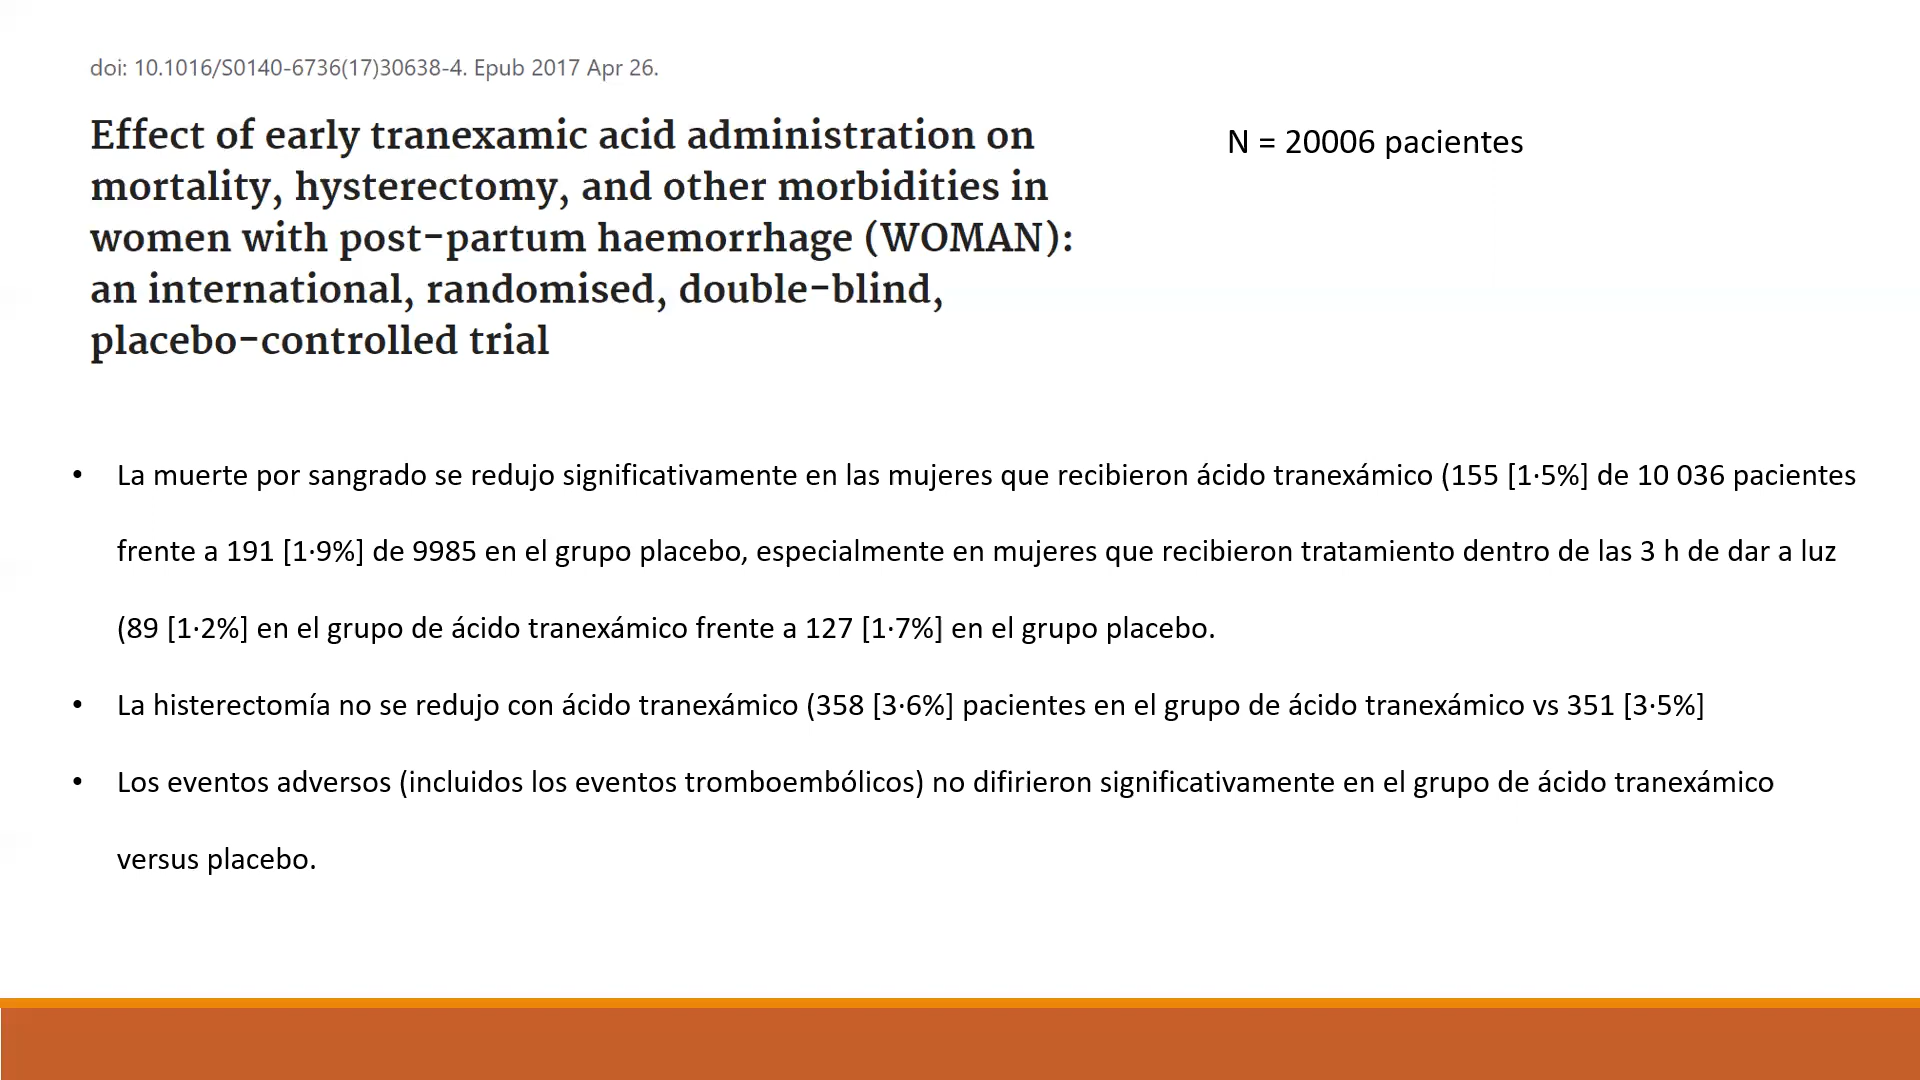 doi: 10.1016/S0140-6736(17)30638-4. Epub 2017 Apr 26.
Effect of early tranexamic acid administration on
mortality, hysterectomy, and other morbidities in
women with post-partum haemorrhage (WOMAN):
an international, randomised, double-blind,
placebo-controlled trial
N = 20006 pacientes
• La muerte por sangrado se redujo significativamente en las mujeres que recibieron ácido tranexámico (155 [1·5%] de 10 036 pacientes
frente a 191 [1·9%] de 9985 en el grupo placebo, especialmente en mujeres que recibieron tratamiento dentro de las 3 h de dar a luz
(89 [1·2%] en el grupo de ácido tranexámico frente a 127 [1·7%] en el grupo placebo.
• La histerectomía no se redujo con ácido tranexámico (358 [3·6%] pacientes en el grupo de ácido tranexámico vs 351 [3·5%]
• Los eventos adversos (incluidos los eventos tromboembólicos) no difirieron significativamente en el grupo de ácido tranexámico
versus placebo.